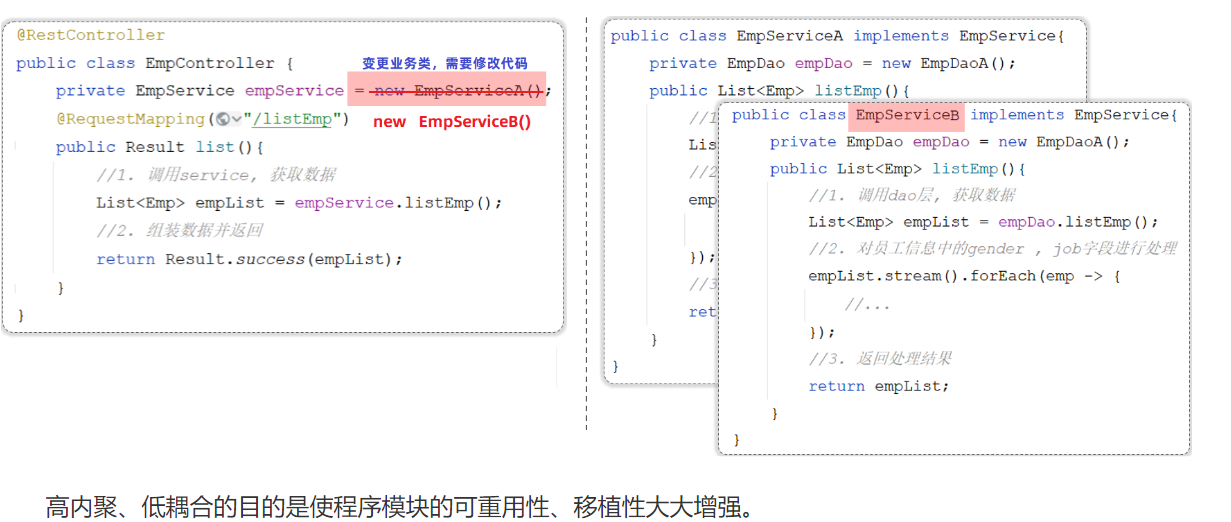 @RestController
public class EmpController {
变更业务类，需要修改代码
private EmpService empService = new EmpServiceA();
@RequestMapping("/listEmp")
new EmpServiceB()
public Result list(){
//1. 调用service, 获取数据
List<Emp> empList = empService.listEmp();
//2. 组装数据并返回
return Result.success(empList);
}
}
public class EmpServiceA implements EmpService{
private EmpDao empDao = new EmpDaoA();
public List<Emp> listEmp(){
//1
Lis
//2
emp
});
//3
ret
}
}
public class EmpServiceB implements EmpService{
private EmpDao empDao = new EmpDaoA();
public List<Emp> listEmp(){
//1. 调用dao层, 获取数据
List<Emp> empList = empDao.listEmp();
//2. 对员工信息中的gender , job字段进行处理
empList.stream().forEach(emp -> {
//...
});
//3. 返回处理结果
return empList;
}
}
高内聚、低耦合的目的是使程序模块的可重用性、移植性大大增强。